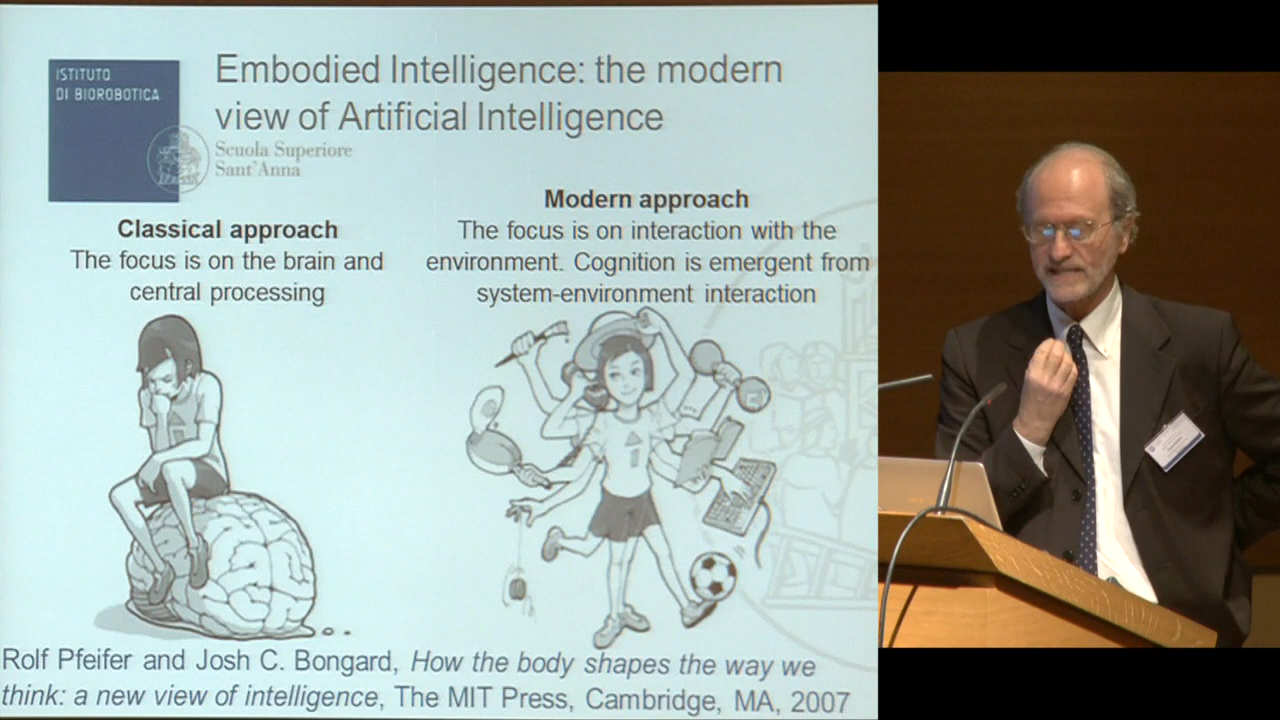 ISTITUTO
DI BIOROBOTICA
Embodied Intelligence: the modern
view of Artificial Intelligence
Scuola Superiore
Sant'Anna
Classical approach
The focus is on the brain and
central processing
Modern approach
The focus is on interaction with the
environment. Cognition is emergent from
system-environment interaction
Rolf Pfeifer and Josh C. Bongard, How the body shapes the way we
think: a new view of intelligence, The MIT Press, Cambridge, MA, 2007